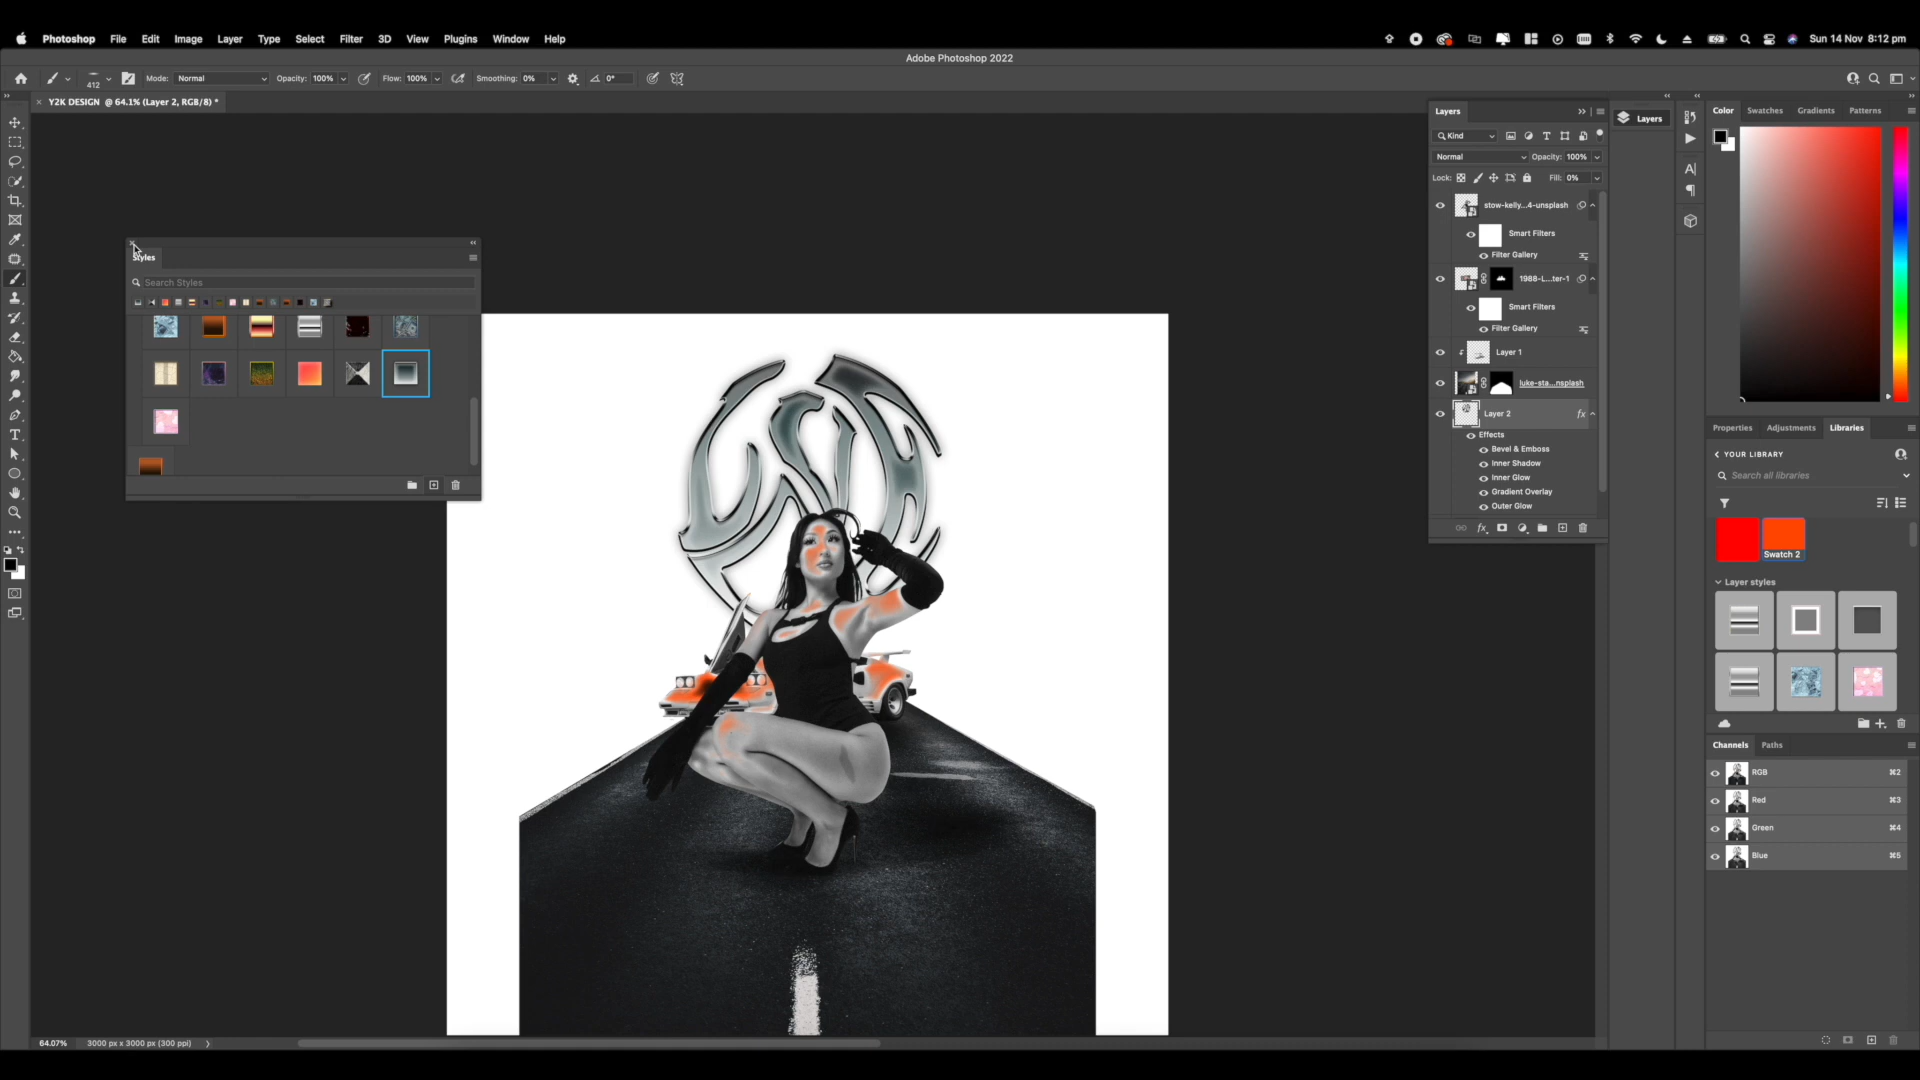 Photoshop File Edit Image Layer Type Select Filter 3D View Plugins Window Help
Sun 14 Nov 8:12 pm
Adobe Photoshop 2022
412
Mode: Normal Opacity: 100% Flow: 100% Smoothing: 0% 0°
Y2K DESIGN @ 64.1% (Layer 2, RGB/8) *
Styles
Search Styles
Layers
Kind
Normal Opacity: 100%
Lock: Fill: 0%
stow-kelly...4-unsplash
Smart Filters
Filter Gallery
1988-L...ter-1
Smart Filters
Filter Gallery
Layer 1
luke-sta...nsplash
Layer 2 fx
Effects
Bevel & Emboss
Inner Shadow
Inner Glow
Gradient Overlay
Outer Glow
fx
Layers
Color Swatches Gradients Patterns
Properties Adjustments Libraries
YOUR LIBRARY
Search all libraries
Swatch 2
Layer styles
Channels Paths
RGB ⌘2
Red ⌘3
Green ⌘4
Blue ⌘5
64.07% 3000 px x 3000 px (300 ppi)